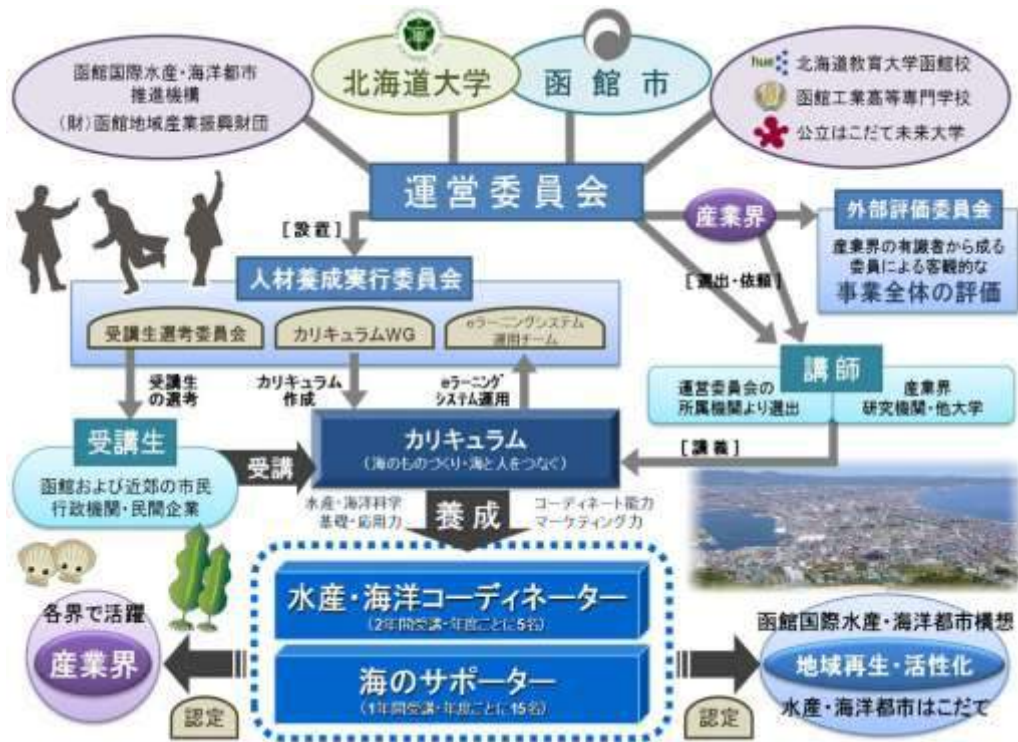 函館国際水産・海洋都市
推進機構
(財)函館地域産業振興財団
北海道大学
函館市
hue
北海道教育大学函館校
函館工業高等専門学校
公立はこだて未来大学
運営委員会
[設置]
産業界
外部評価委員会
産業界の有識者から成る
委員による客観的な
事業全体の評価
[選出・依頼]
人材養成実行委員会
受講生選考委員会
カリキュラムWG
eラーニングシステム
運用チーム
受講生
の選考
カリキュラム
作成
eラーニング
システム運用
講師
運営委員会の
所属機関より選出
産業界
研究機関・他大学
[講義]
受講生
函館および近郊の市民
行政機関・民間企業
受講
カリキュラム
(海のものづくり・海と人をつなぐ)
水産・海洋科学
基礎・応用力
養成
コーディネート能力
マーケティング力
水産・海洋コーディネーター
(2年間受講・年度ごとに5名)
海のサポーター
(1年間受講・年度ごとに15名)
各界で活躍
産業界
認定
認定
函館国際水産・海洋都市構想
地域再生・活性化
水産・海洋都市はこだて